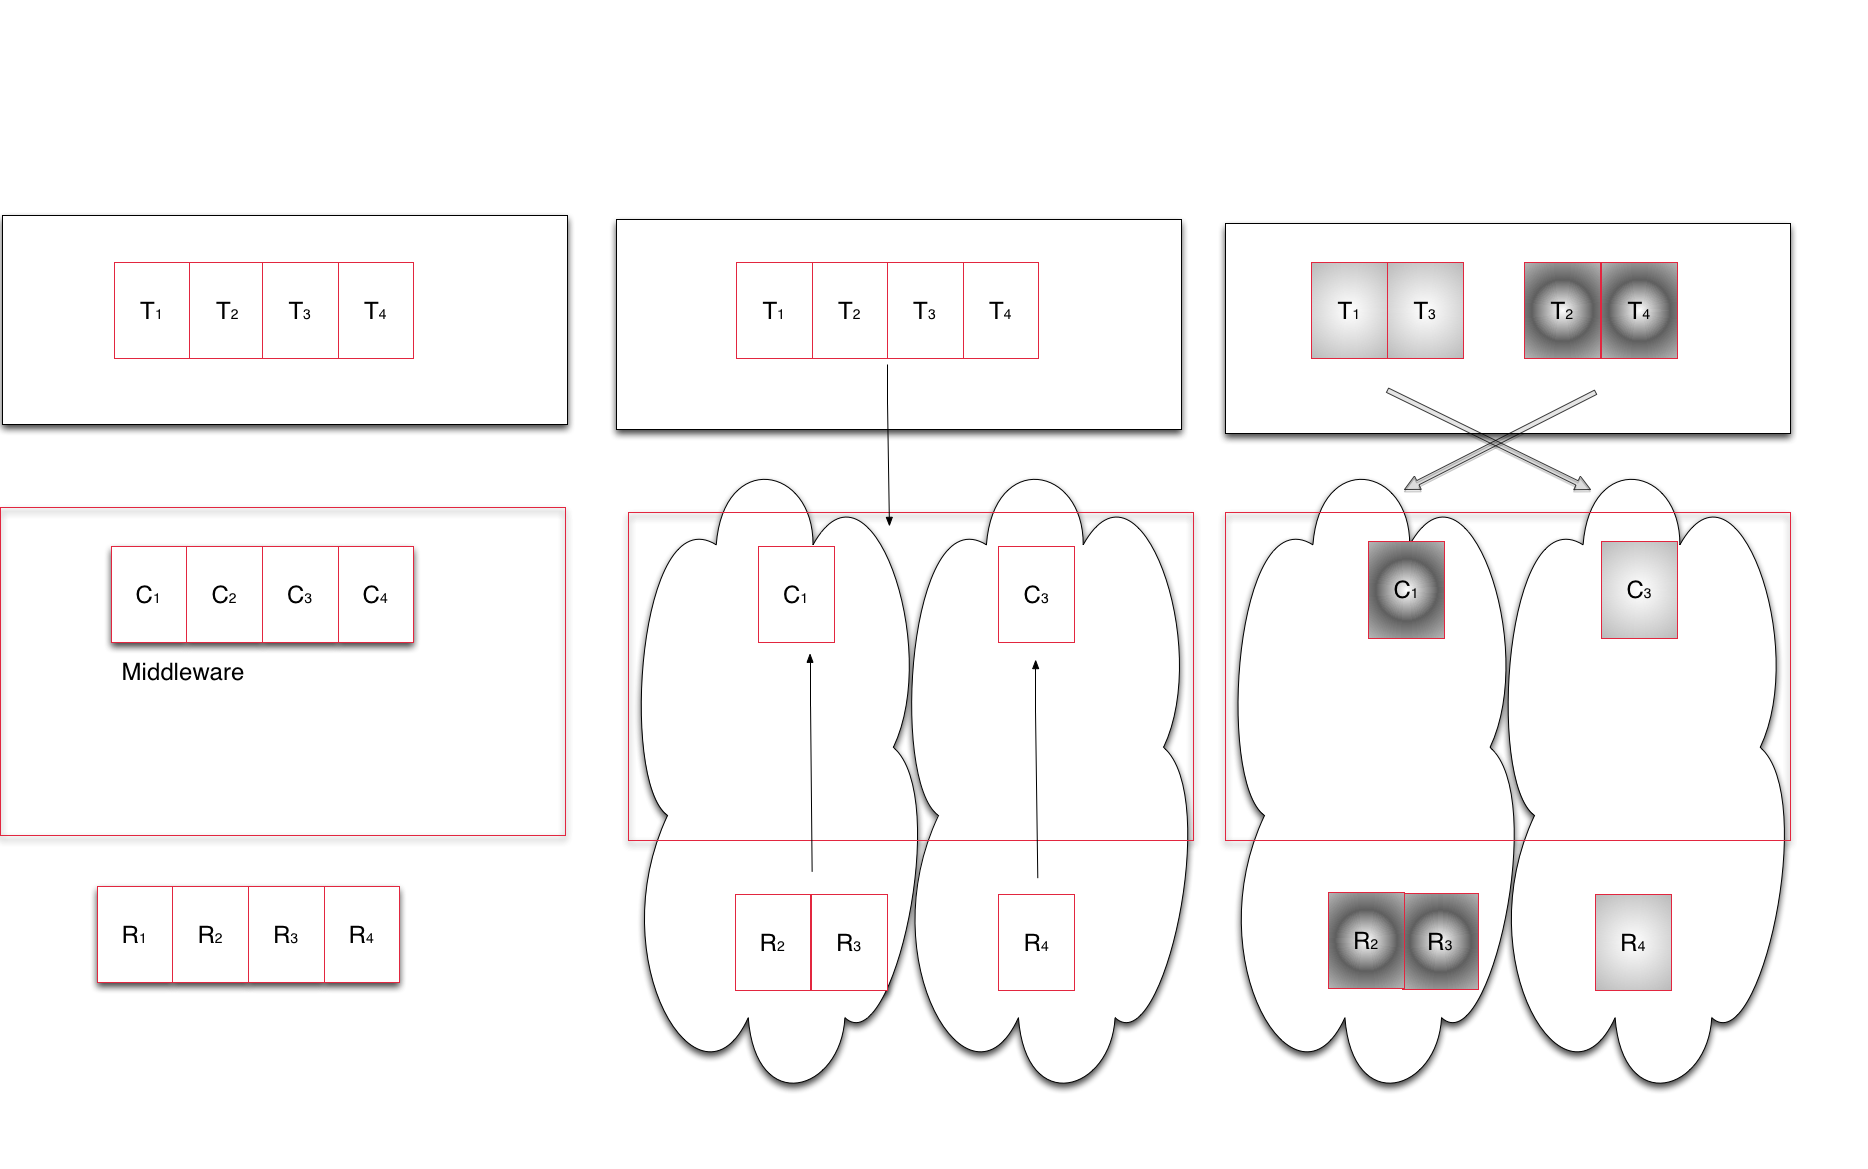 T1 T2 T3 T4
C1 C2 C3 C4
Middleware
R1 R2 R3 R4
T1 T2 T3 T4
C1 C3
R2 R3 R4
T1 T3 T2 T4
C1 C3
R2 R3 R4